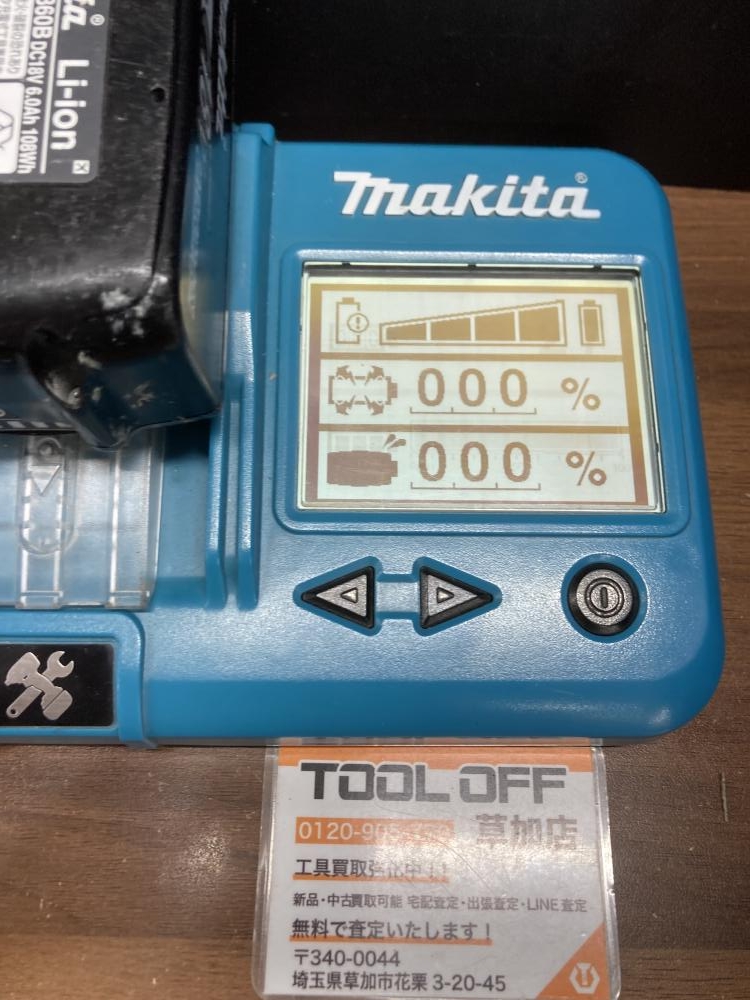 Li-ion
DC18V 6.0Ah 108Wh
makita®
000 %
000 %
TOOL OFF
草加店
工具買取強化中！！
新品・中古買取可能 宅配査定・出張査定・LINE査定
無料で査定いたします！
〒340-0044
埼玉県草加市花栗 3-20-45